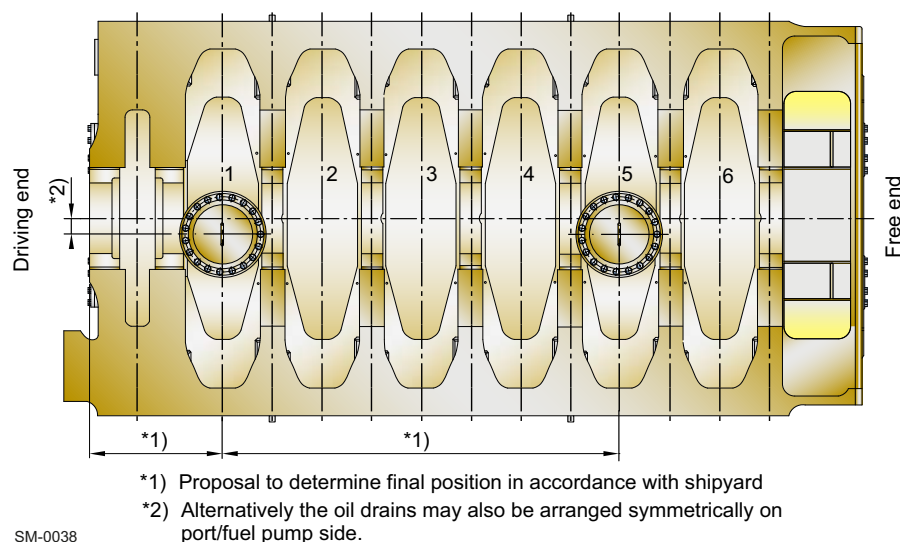 1 2 3 4 5 6
Driving end
*2)
Free end
*1) *1)
*1) Proposal to determine final position in accordance with shipyard
*2) Alternatively the oil drains may also be arranged symmetrically on
port/fuel pump side.
SM-0038